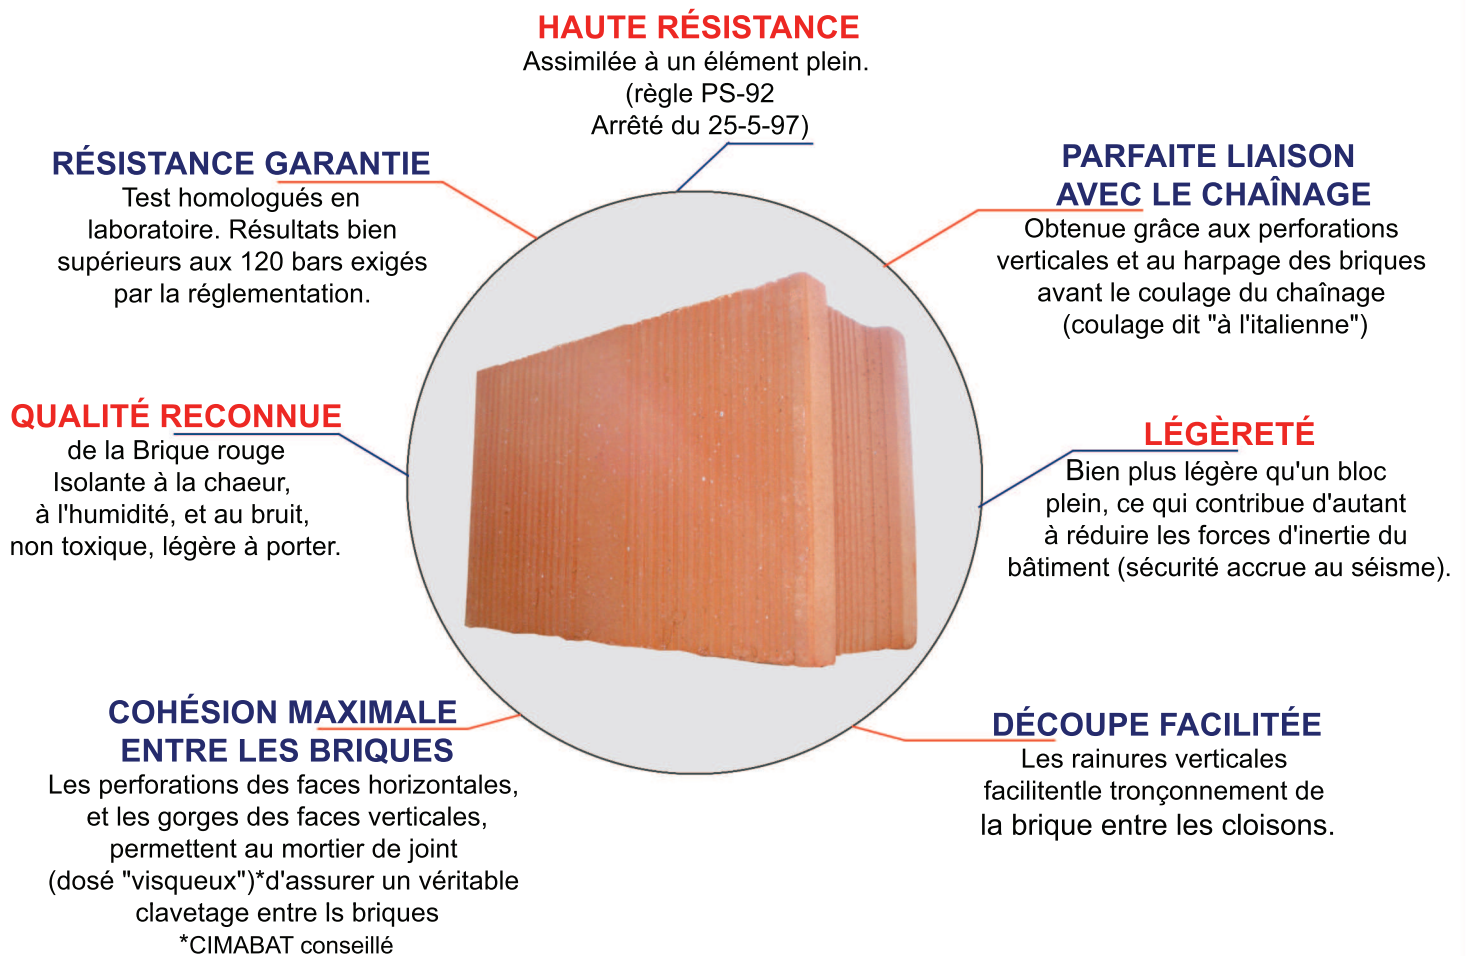 HAUTE RÉSISTANCE
Assimilée à un élément plein.
(règle PS-92
Arrêté du 25-5-97)
RÉSISTANCE GARANTIE
Test homologués en
laboratoire. Résultats bien
supérieurs aux 120 bars exigés
par la réglementation.
PARFAITE LIAISON
AVEC LE CHAÎNAGE
Obtenue grâce aux perforations
verticales et au harpage des briques
avant le coulage du chaînage
(coulage dit "à l'italienne")
QUALITÉ RECONNUE
de la Brique rouge
Isolante à la chaeur,
à l'humidité, et au bruit,
non toxique, légère à porter.
LÉGÈRETÉ
Bien plus légère qu'un bloc
plein, ce qui contribue d'autant
à réduire les forces d'inertie du
bâtiment (sécurité accrue au séisme).
COHÉSION MAXIMALE
ENTRE LES BRIQUES
Les perforations des faces horizontales,
et les gorges des faces verticales,
permettent au mortier de joint
(dosé "visqueux")*d'assurer un véritable
clavetage entre ls briques
*CIMABAT conseillé
DÉCOUPE FACILITÉE
Les rainures verticales
facilitentle tronçonnement de
la brique entre les cloisons.